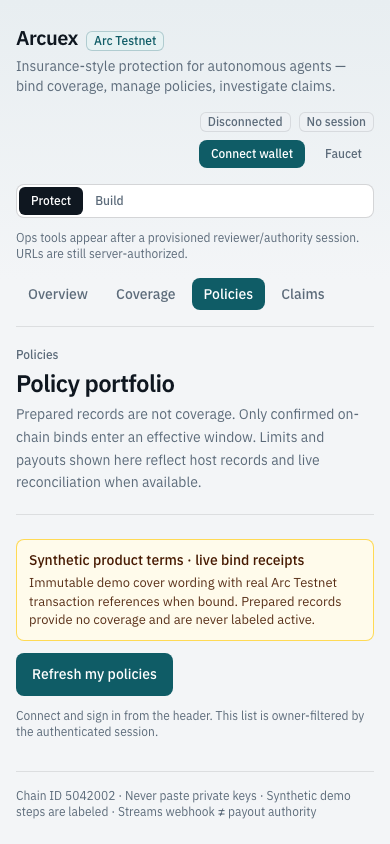 Arcuex Arc Testnet
Insurance-style protection for autonomous agents —
bind coverage, manage policies, investigate claims.
Disconnected No session
Connect wallet Faucet
Protect Build
Ops tools appear after a provisioned reviewer/authority session.
URLs are still server-authorized.
Overview Coverage Policies Claims
Policies
Policy portfolio
Prepared records are not coverage. Only confirmed on-
chain binds enter an effective window. Limits and
payouts shown here reflect host records and live
reconciliation when available.
Synthetic product terms · live bind receipts
Immutable demo cover wording with real Arc Testnet
transaction references when bound. Prepared records
provide no coverage and are never labeled active.
Refresh my policies
Connect and sign in from the header. This list is owner-filtered by
the authenticated session.
Chain ID 5042002 · Never paste private keys · Synthetic demo
steps are labeled · Streams webhook ≠ payout authority